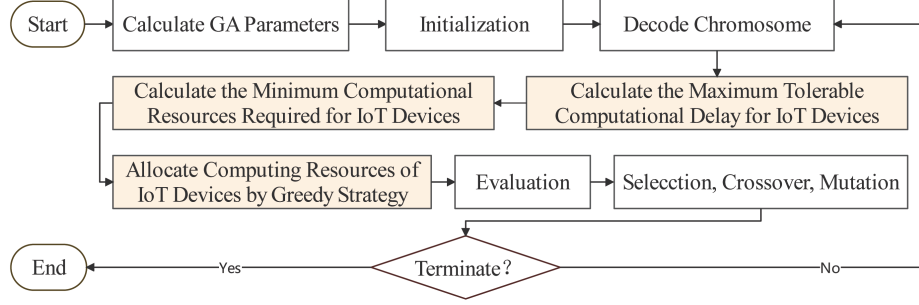 Start
Calculate GA Parameters
Initialization
Decode Chromosome
Calculate the Maximum Tolerable
Computational Delay for IoT Devices
Calculate the Minimum Computational
Resources Required for IoT Devices
Allocate Computing Resources of
IoT Devices by Greedy Strategy
Evaluation
Selecction, Crossover, Mutation
Terminate?
Yes
No
End